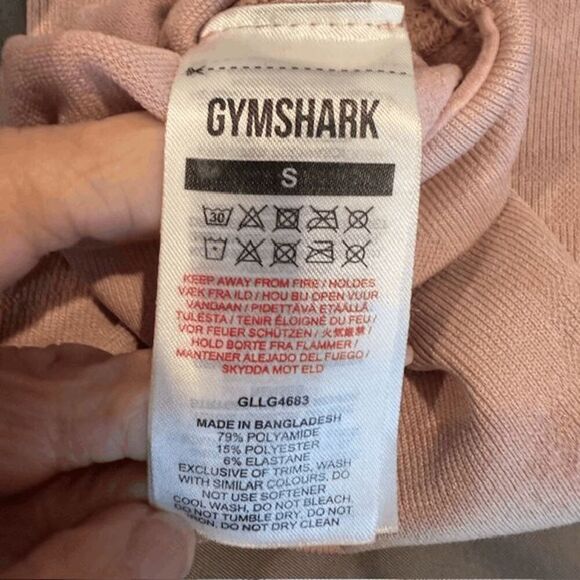 GYMSHARK
S
30
KEEP AWAY FROM FIRE / HOLDES
VÆK FRA ILD / HOU BIJ OPEN VUUR
VANDAAN / PIDETTÄVÄ ETÄÄLLÄ
TULESTA / TENIR ÉLOIGNÉ DU FEU /
VOR FEUER SCHÜTZEN / 火気厳禁 /
HOLD BORTE FRA FLAMMER /
MANTENER ALEJADO DEL FUEGO /
SKYDDA MOT ELD
GLLG4683
MADE IN BANGLADESH
79% POLYAMIDE
15% POLYESTER
6% ELASTANE
EXCLUSIVE OF TRIMS, WASH
WITH SIMILAR COLOURS, DO
NOT USE SOFTENER
COOL WASH, DO NOT BLEACH,
DO NOT TUMBLE DRY, DO NOT
IRON, DO NOT DRY CLEAN